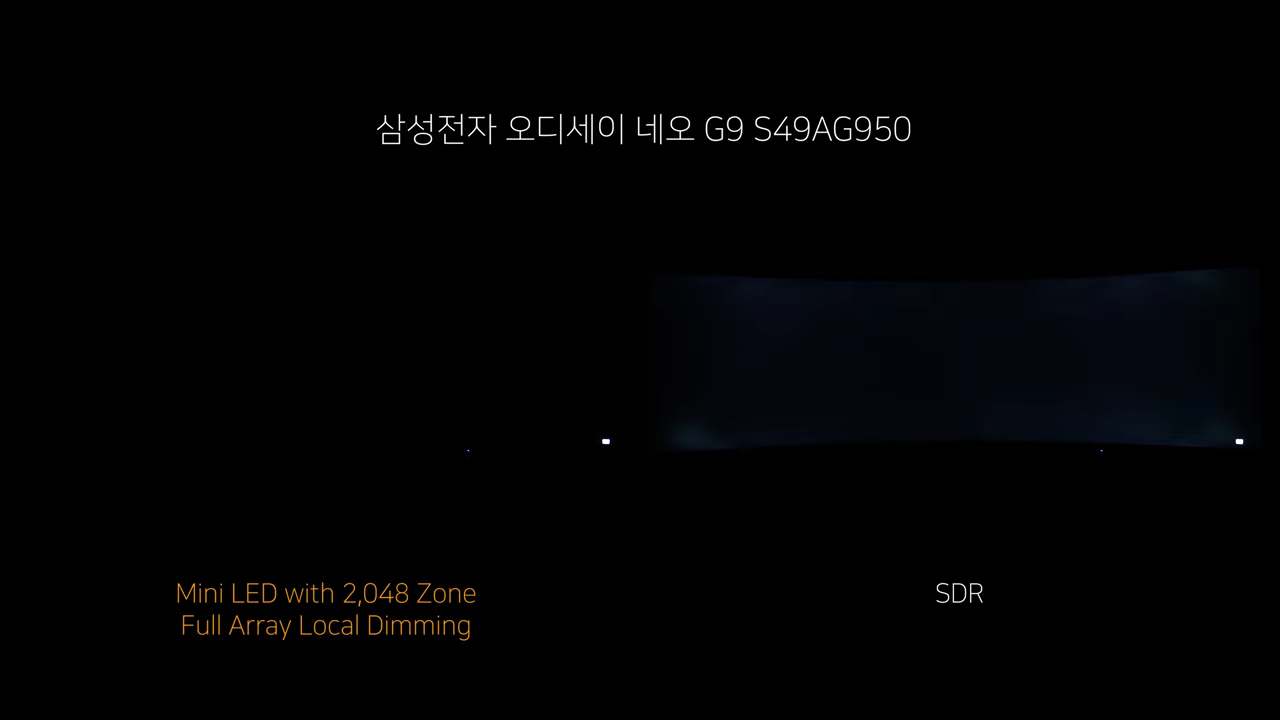 삼성전자 오디세이 네오 G9 S49AG950
Mini LED with 2,048 Zone
Full Array Local Dimming
SDR